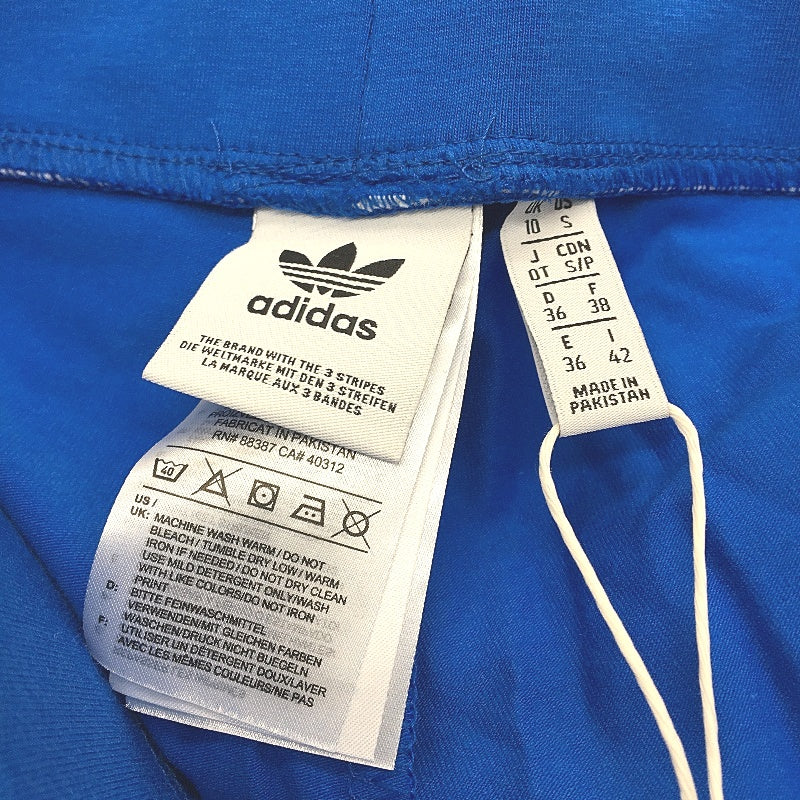 adidas
THE BRAND WITH THE 3 STRIPES
DIE WELTMARKE MIT DEN 3 STREIFEN
LA MARQUE AUX 3 BANDES
FABRICAT IN PAKISTAN
RN# 88387 CA# 40312
40
US /
UK: MACHINE WASH WARM / DO NOT
BLEACH / TUMBLE DRY LOW / WARM
IRON IF NEEDED / DO NOT DRY CLEAN
USE MILD DETERGENT ONLY/WASH
WITH LIKE COLORS/DO NOT IRON
PRINT
D: BITTE FEINWASCHMITTEL
VERWENDEN/MIT GLEICHEN FARBEN
WASCHEN/DRUCK NICHT BUEGELN
F: UTILISER UN DETERGENT DOUX/LAVER
AVEC LES MÊMES COULEURS/NE PAS
UK US
10 S
J CDN
OT S/P
D F
36 38
E I
36 42
MADE IN
PAKISTAN